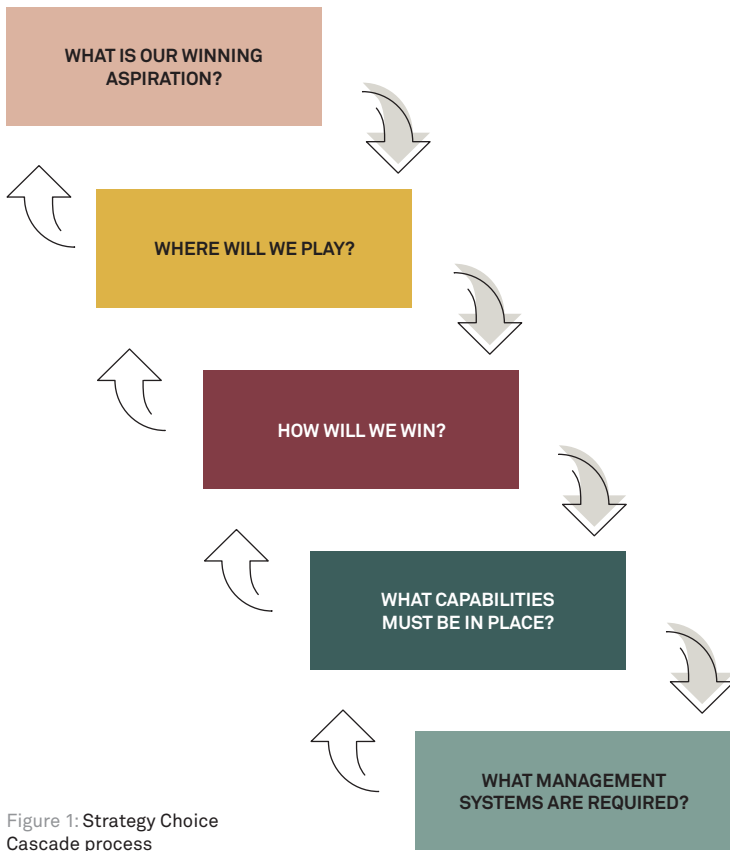 WHAT IS OUR WINNING
ASPIRATION?
WHERE WILL WE PLAY?
HOW WILL WE WIN?
WHAT CAPABILITIES
MUST BE IN PLACE?
WHAT MANAGEMENT
SYSTEMS ARE REQUIRED?
Figure 1: Strategy Choice
Cascade process